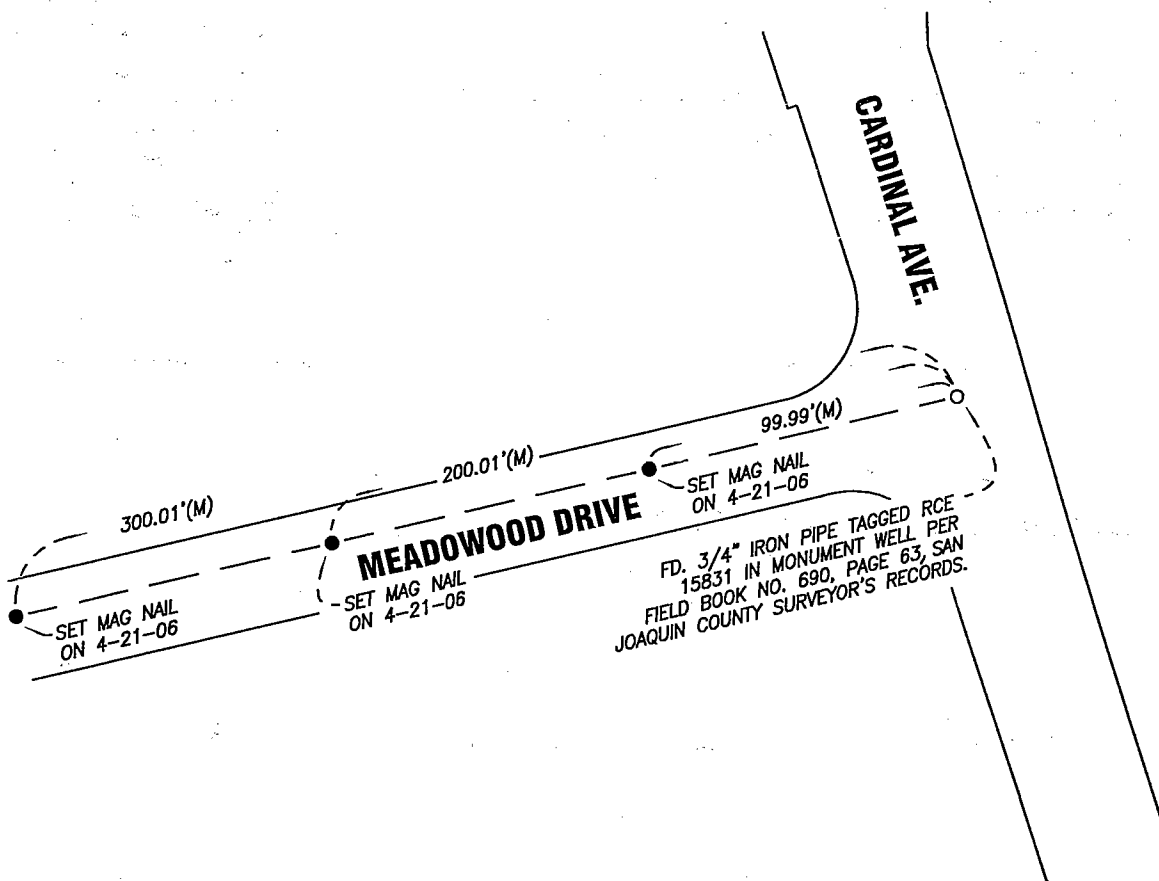 CARDINAL AVE.
99.99'(M)
200.01'(M)
300.01'(M)
MEADOWOOD DRIVE
SET MAG NAIL
ON 4-21-06
SET MAG NAIL
ON 4-21-06
SET MAG NAIL
ON 4-21-06
FD. 3/4" IRON PIPE TAGGED RCE
15831 IN MONUMENT WELL PER
FIELD BOOK NO. 690, PAGE 63, SAN
JOAQUIN COUNTY SURVEYOR'S RECORDS.